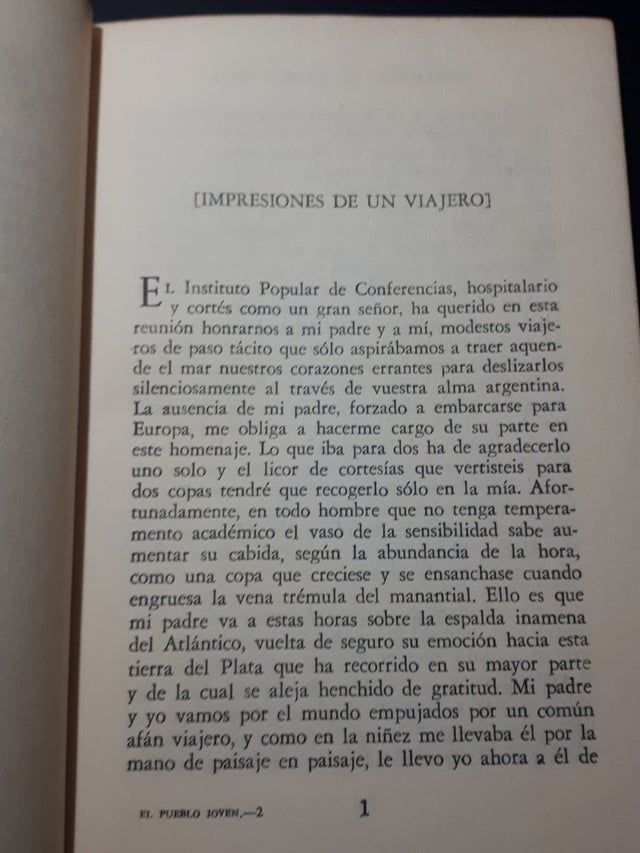 [IMPRESIONES DE UN VIAJERO]
EL Instituto Popular de Conferencias, hospitalario
y cortés como un gran señor, ha querido en esta
reunión honrarnos a mi padre y a mí, modestos viaje-
ros de paso tácito que sólo aspirábamos a traer aquen-
de el mar nuestros corazones errantes para deslizarlos
silenciosamente al través de vuestra alma argentina.
La ausencia de mi padre, forzado a embarcarse para
Europa, me obliga a hacerme cargo de su parte en
este homenaje. Lo que iba para dos ha de agradecerlo
uno solo y el licor de cortesías que vertisteis para
dos copas tendré que recogerlo sólo en la mía. Afor-
tunadamente, en todo hombre que no tenga tempera-
mento académico el vaso de la sensibilidad sabe au-
mentar su cabida, según la abundancia de la hora,
como una copa que creciese y se ensanchase cuando
engruesa la vena trémula del manantial. Ello es que
mi padre va a estas horas sobre la espalda inamena
del Atlántico, vuelta de seguro su emoción hacia esta
tierra del Plata que ha recorrido en su mayor parte
y de la cual se aleja henchido de gratitud. Mi padre
y yo vamos por el mundo empujados por un común
afán viajero, y como en la niñez me llevaba él por la
mano de paisaje en paisaje, le llevo yo ahora a él de
EL PUEBLO JOVEN,—2
1